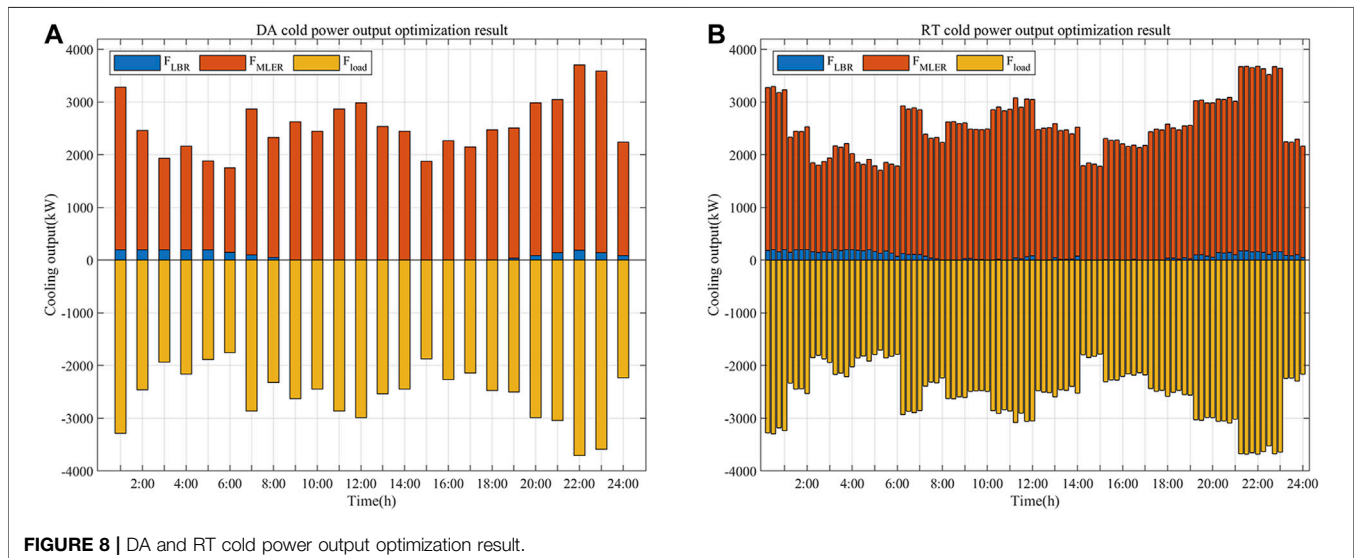 A
DA cold power output optimization result
F_LBR F_MLER F_load
4000
3000
2000
1000
0
-1000
-2000
-3000
-4000
Cooling output(kW)
2:00 4:00 6:00 8:00 10:00 12:00 14:00 16:00 18:00 20:00 22:00 24:00
Time(h)
B
RT cold power output optimization result
F_LBR F_MLER F_load
4000
3000
2000
1000
0
-1000
-2000
-3000
-4000
Cooling output(kW)
2:00 4:00 6:00 8:00 10:00 12:00 14:00 16:00 18:00 20:00 22:00 24:00
Time(h)
FIGURE 8 | DA and RT cold power output optimization result.